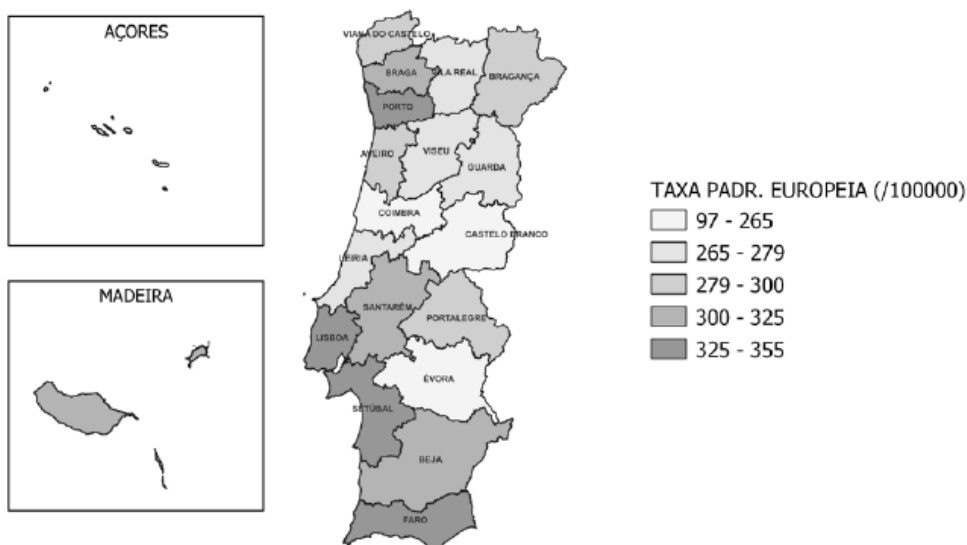 AÇORES
MADEIRA
VIANA DO CASTELO
BRAGA
VILA REAL
BRAGANÇA
PORTO
AVEIRO
VISEU
GUARDA
COIMBRA
CASTELO BRANCO
LEIRIA
SANTARÉM
PORTALEGRE
LISBOA
ÉVORA
SETÚBAL
BEJA
FARO
TAXA PADR. EUROPEIA (/100000)
97 - 265
265 - 279
279 - 300
300 - 325
325 - 355